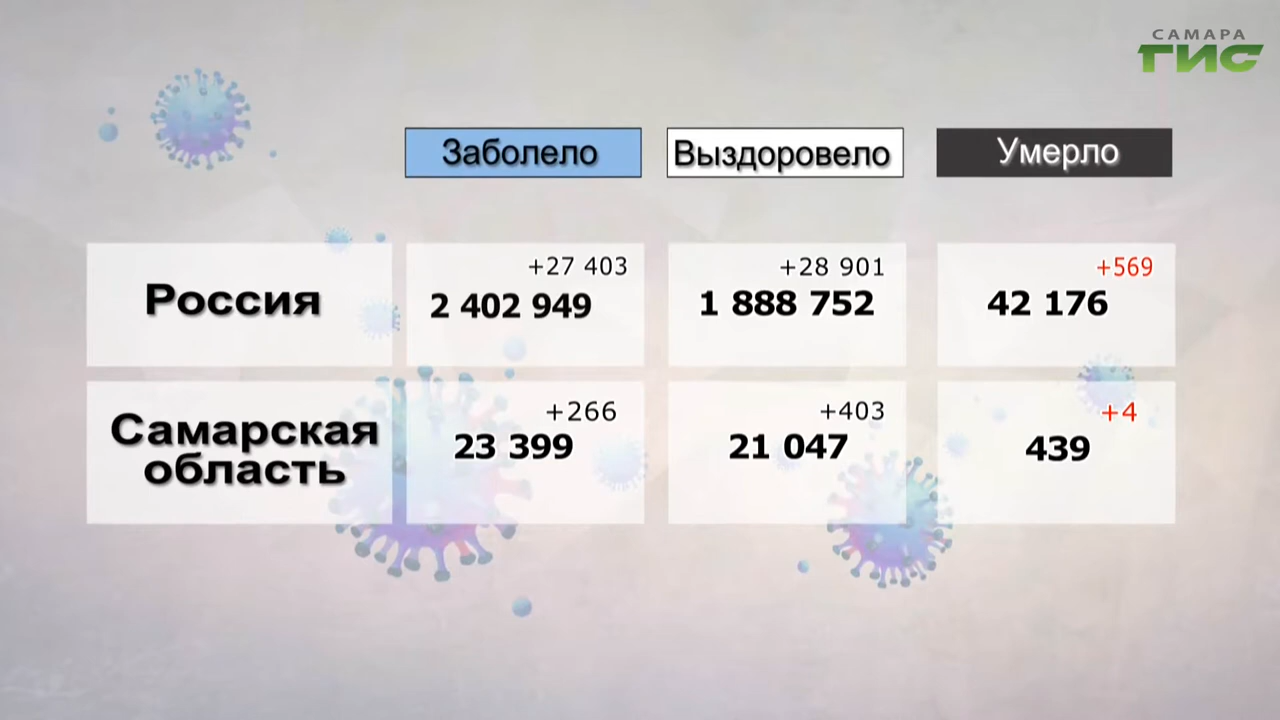 САМАРА
ГИС
Заболело Выздоровело Умерло
+27 403 +28 901 +569
Россия 2 402 949 1 888 752 42 176
+266 +403 +4
Самарская
область 23 399 21 047 439